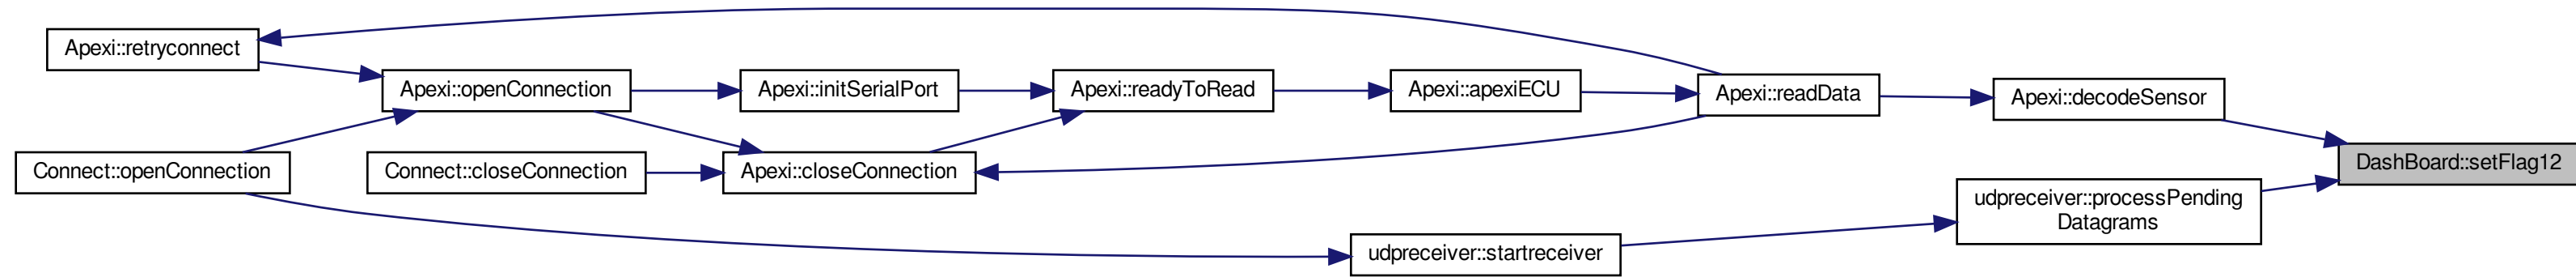 Apexi::retryconnect
Apexi::openConnection
Apexi::initSerialPort
Apexi::readyToRead
Apexi::apexiECU
Apexi::readData
Apexi::decodeSensor
DashBoard::setFlag12
Connect::openConnection
Connect::closeConnection
Apexi::closeConnection
udpreceiver::processPending
Datagrams
udpreceiver::startreceiver